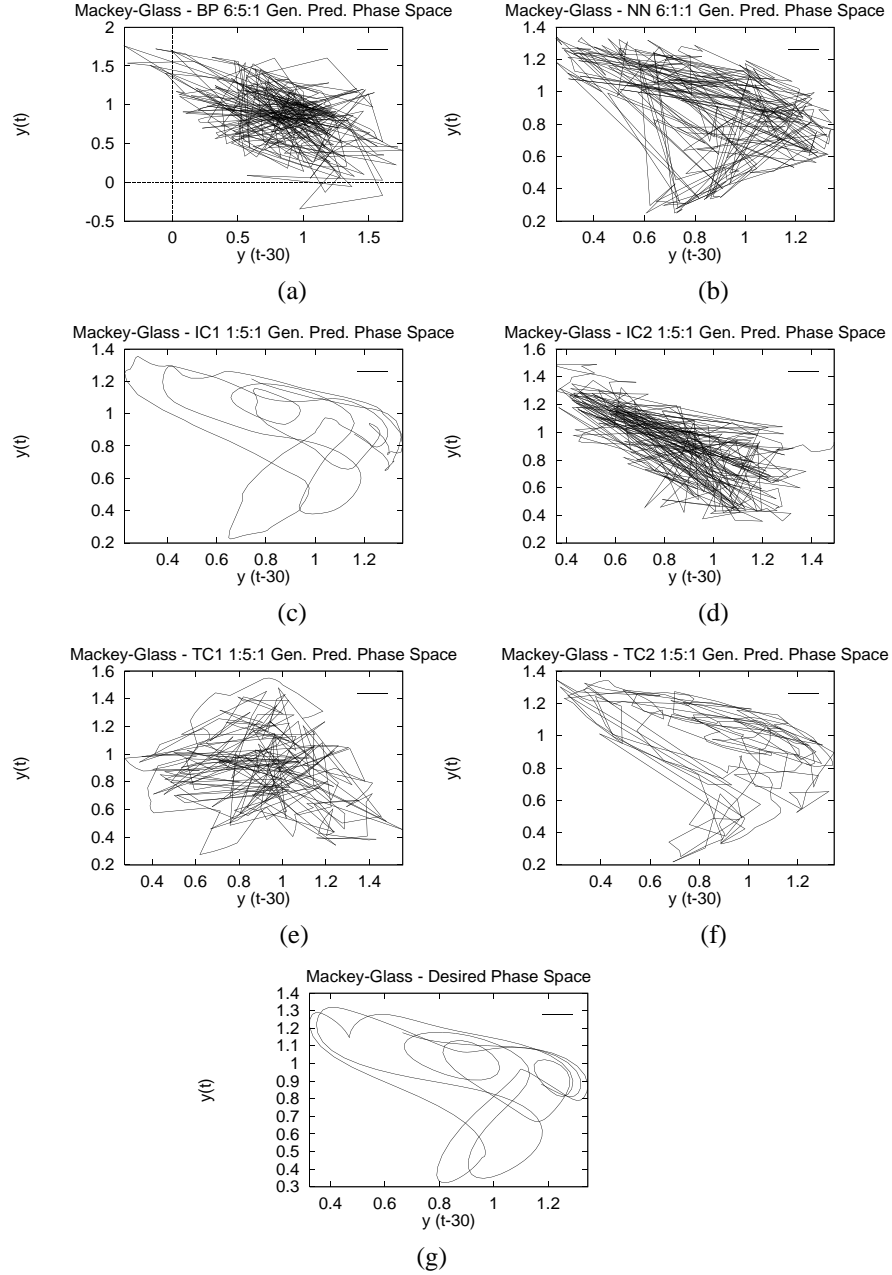 Mackey-Glass - BP 6:5:1 Gen. Pred. Phase Space
2
1.5
1
0.5
0
-0.5
y(t)
0 0.5 1 1.5
y (t-30)
(a)
Mackey-Glass - NN 6:1:1 Gen. Pred. Phase Space
1.4
1.2
1
0.8
0.6
0.4
0.2
y(t)
0.4 0.6 0.8 1 1.2
y (t-30)
(b)
Mackey-Glass - IC1 1:5:1 Gen. Pred. Phase Space
1.4
1.2
1
0.8
0.6
0.4
0.2
y(t)
0.4 0.6 0.8 1 1.2
y (t-30)
(c)
Mackey-Glass - IC2 1:5:1 Gen. Pred. Phase Space
1.6
1.4
1.2
1
0.8
0.6
0.4
0.2
y(t)
0.4 0.6 0.8 1 1.2 1.4
y (t-30)
(d)
Mackey-Glass - TC1 1:5:1 Gen. Pred. Phase Space
1.6
1.4
1.2
1
0.8
0.6
0.4
0.2
y(t)
0.4 0.6 0.8 1 1.2 1.4
y (t-30)
(e)
Mackey-Glass - TC2 1:5:1 Gen. Pred. Phase Space
1.4
1.2
1
0.8
0.6
0.4
0.2
y(t)
0.4 0.6 0.8 1 1.2
y (t-30)
(f)
Mackey-Glass - Desired Phase Space
1.4
1.3
1.2
1.1
1
0.9
0.8
0.7
0.6
0.5
0.4
0.3
y(t)
0.4 0.6 0.8 1 1.2
y (t-30)
(g)